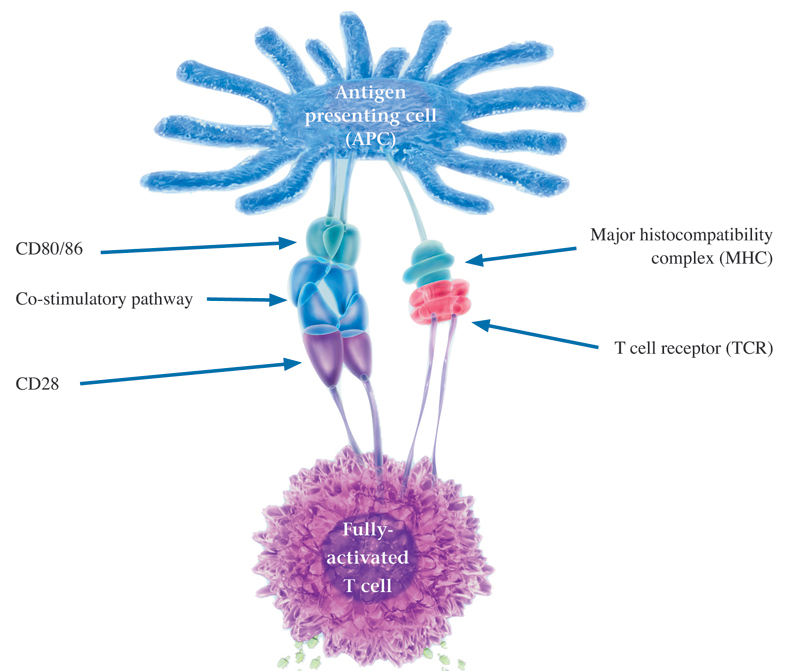 Antigen
presenting cell
(APC)
CD80/86
Major histocompatibility
complex (MHC)
Co-stimulatory pathway
T cell receptor (TCR)
CD28
Fully-
activated
T cell